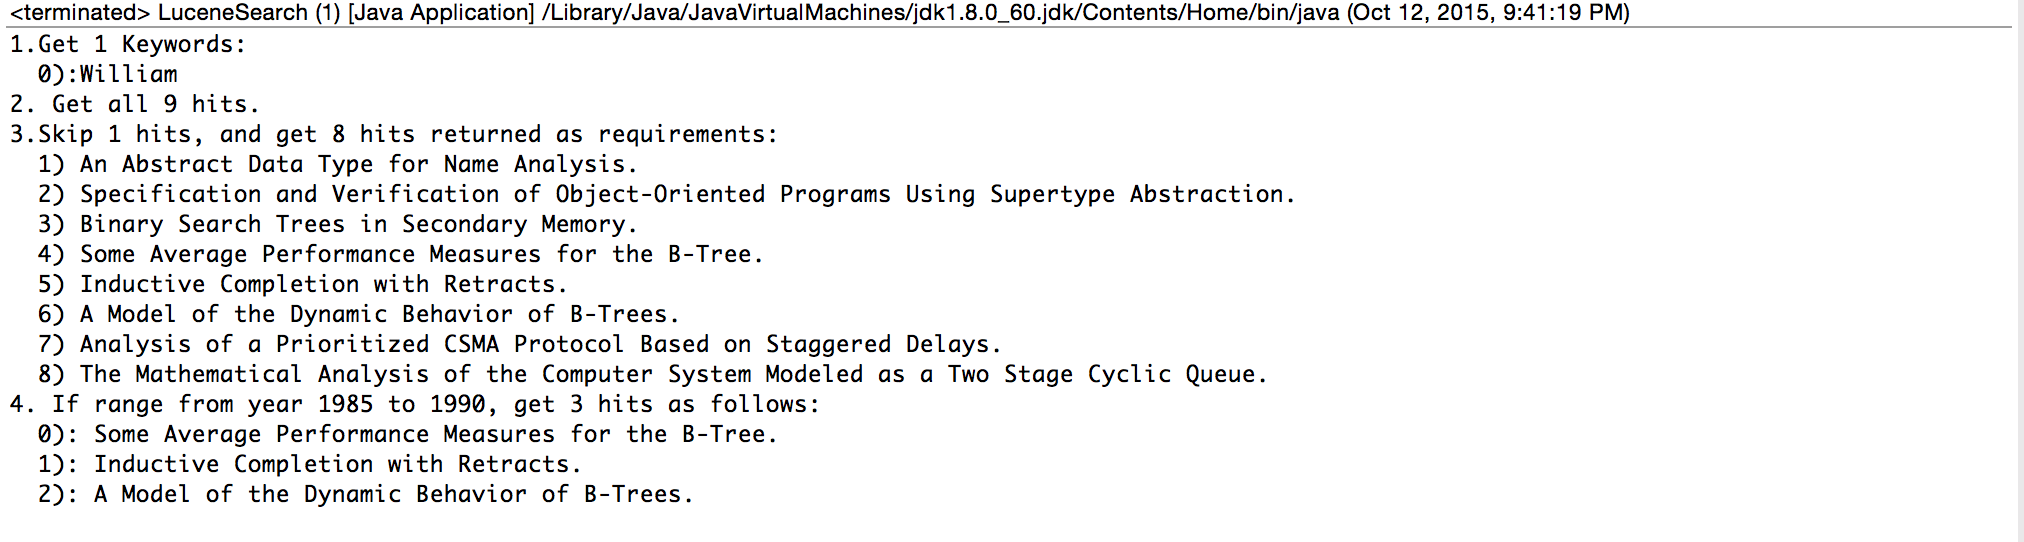 <terminated> LuceneSearch (1) [Java Application] /Library/Java/JavaVirtualMachines/jdk1.8.0_60.jdk/Contents/Home/bin/java (Oct 12, 2015, 9:41:19 PM)
1.Get 1 Keywords:
  0):William
2. Get all 9 hits.
3.Skip 1 hits, and get 8 hits returned as requirements:
  1) An Abstract Data Type for Name Analysis.
  2) Specification and Verification of Object-Oriented Programs Using Supertype Abstraction.
  3) Binary Search Trees in Secondary Memory.
  4) Some Average Performance Measures for the B-Tree.
  5) Inductive Completion with Retracts.
  6) A Model of the Dynamic Behavior of B-Trees.
  7) Analysis of a Prioritized CSMA Protocol Based on Staggered Delays.
  8) The Mathematical Analysis of the Computer System Modeled as a Two Stage Cyclic Queue.
4. If range from year 1985 to 1990, get 3 hits as follows:
  0): Some Average Performance Measures for the B-Tree.
  1): Inductive Completion with Retracts.
  2): A Model of the Dynamic Behavior of B-Trees.